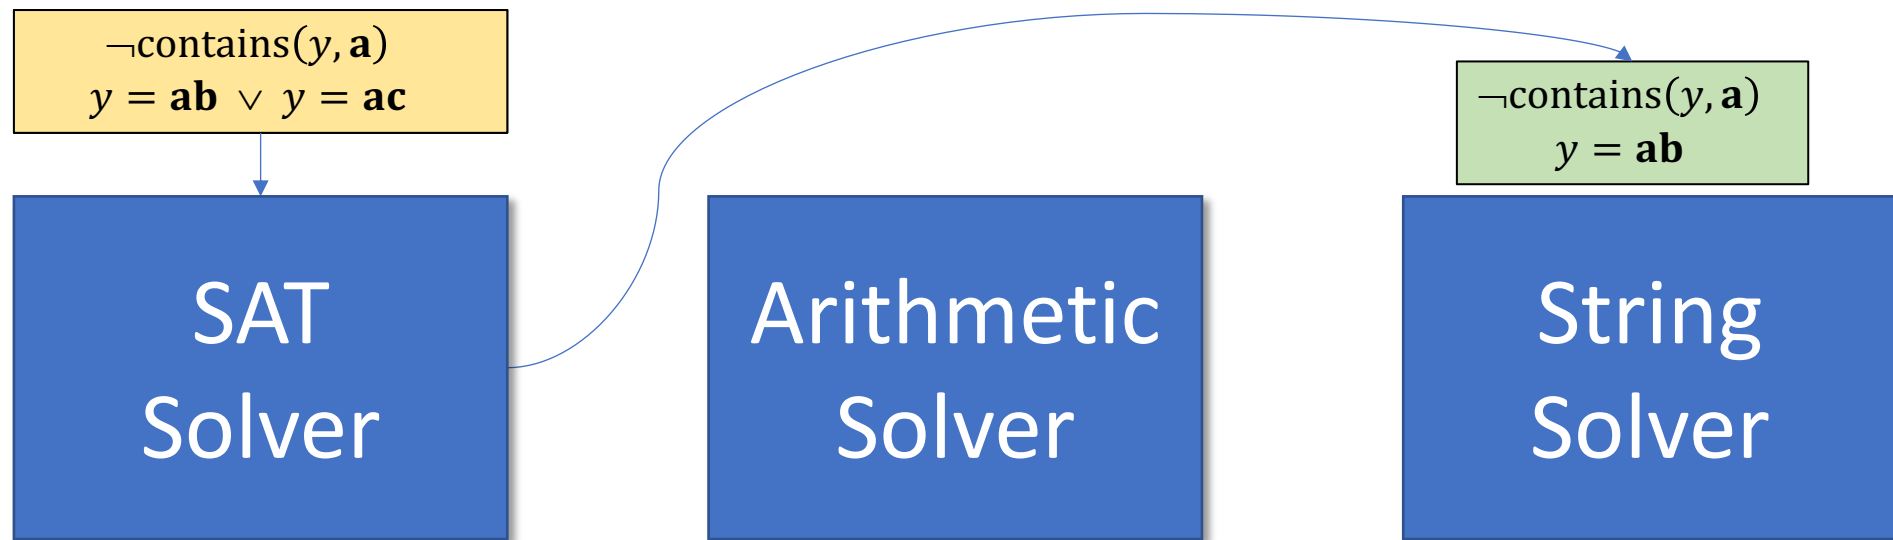 ¬contains(y, a)
y = ab ∨ y = ac
¬contains(y, a)
y = ab
SAT
Solver
Arithmetic
Solver
String
Solver